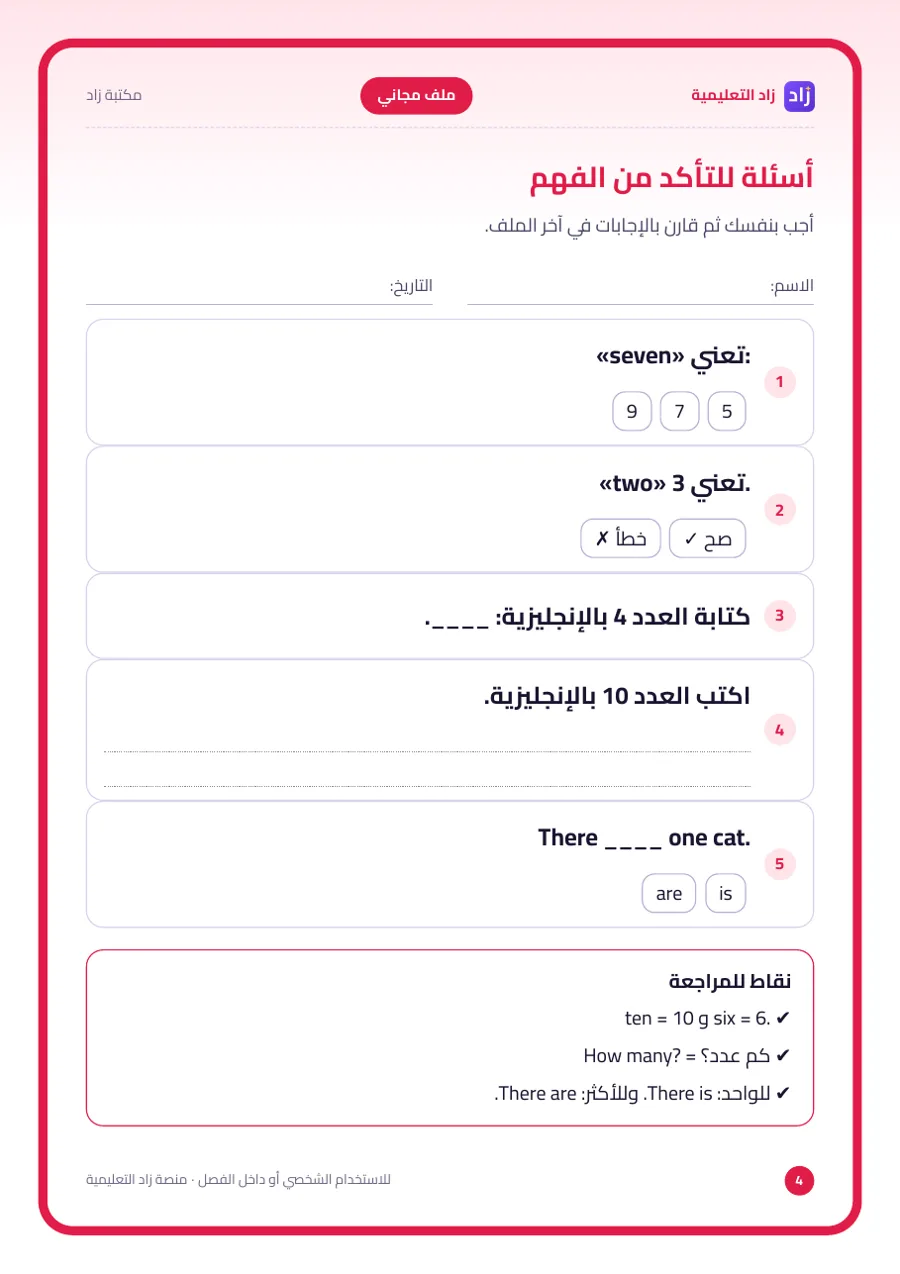 زاد زاد التعليمية
ملف مجاني
مكتبة زاد
أسئلة للتأكد من الفهم
أجب بنفسك ثم قارن بالإجابات في آخر الملف.
الاسم:
التاريخ:
1
«seven» تعني:
5 7 9
2
«two» تعني 3.
صح ✓ خطأ ✗
3
كتابة العدد 4 بالإنجليزية: ____.
4
اكتب العدد 10 بالإنجليزية.
5
There ____ one cat.
is are
نقاط للمراجعة
✔ ten = 10 و six = 6.
✔ كم عدد؟ = How many?
✔ للواحد: There is. وللأكثر: There are.
4
للاستخدام الشخصي أو داخل الفصل · منصة زاد التعليمية